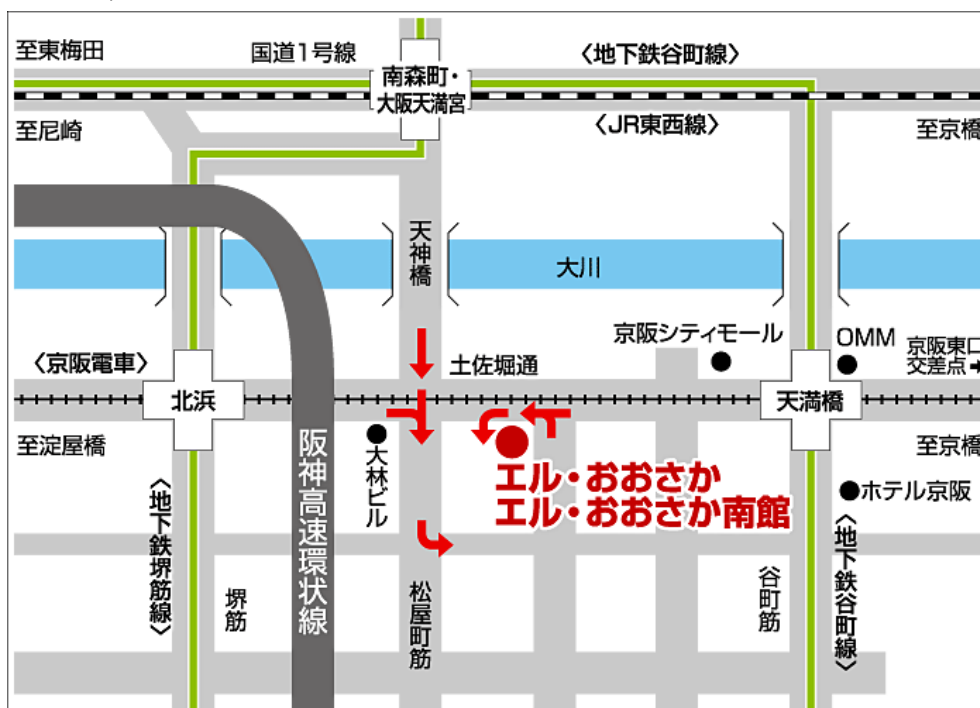 至東梅田
国道1号線
〈地下鉄谷町線〉
南森町・
大阪天満宮
至尼崎
〈JR東西線〉
至京橋
天神橋
大川
京阪シティモール
OMM
京阪東口
交差点➡
〈京阪電車〉
土佐堀通
北浜
天満橋
至淀屋橋
至京橋
大林ビル
阪神高速環状線
エル・おおさか
エル・おおさか南館
ホテル京阪
〈地下鉄堺筋線〉
堺筋
松屋町筋
谷町筋
〈地下鉄谷町線〉